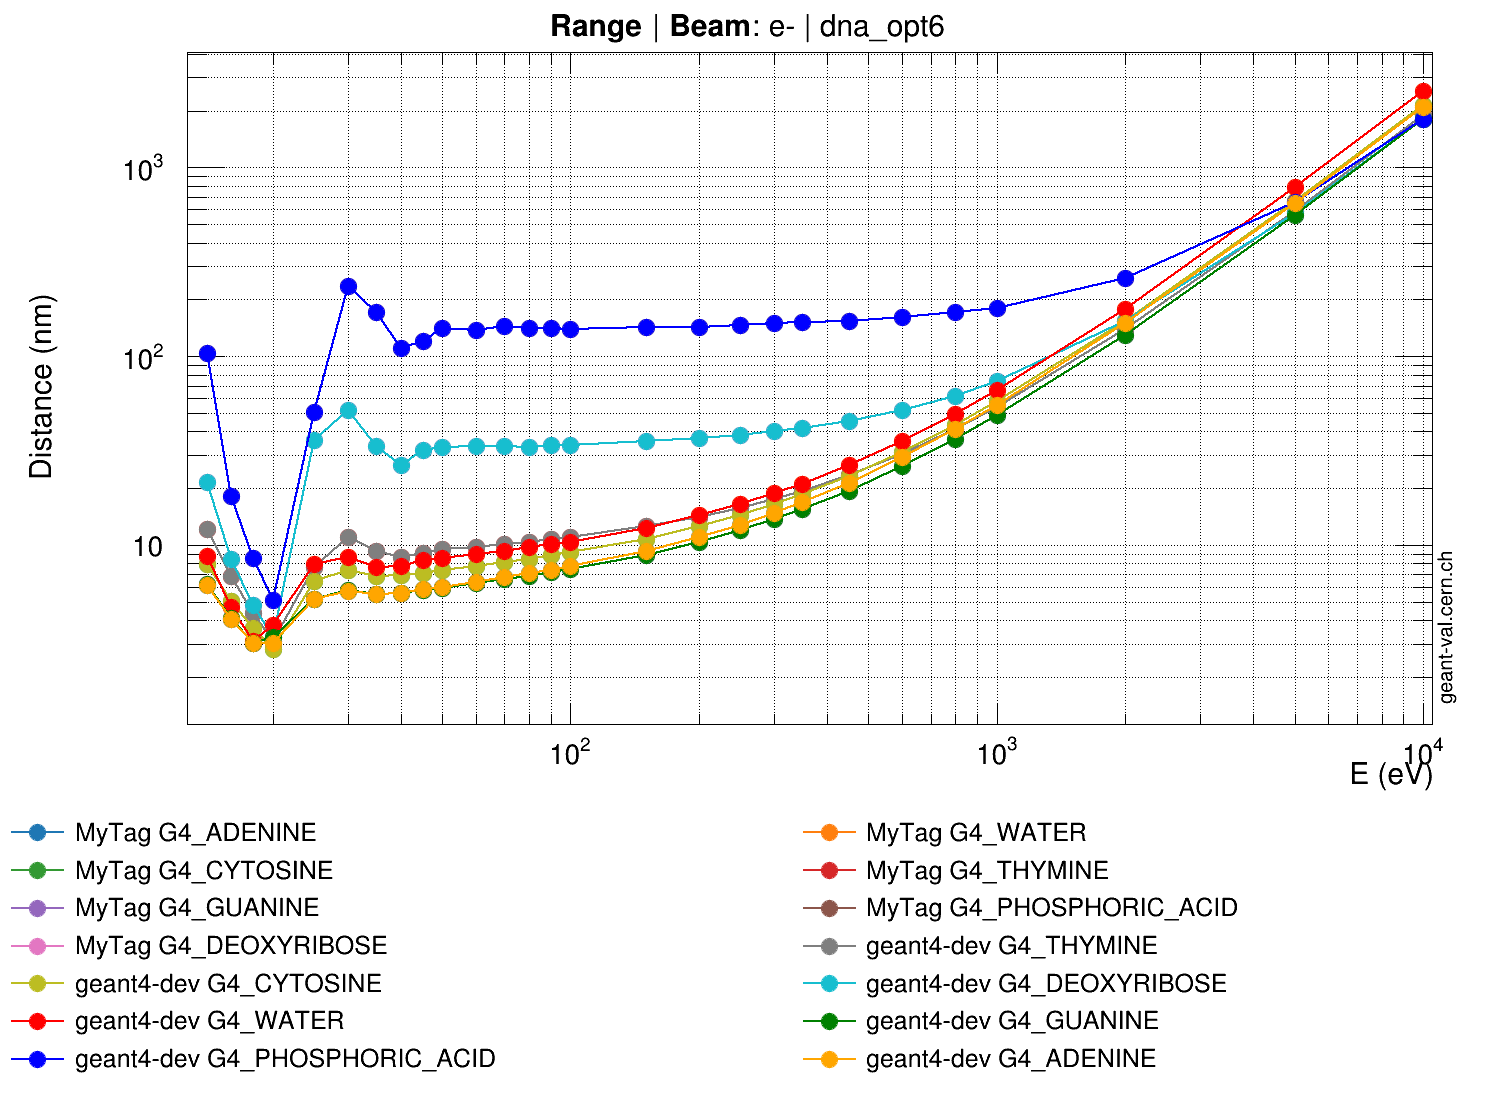 Range | Beam: e- | dna_opt6
Distance (nm)
10³
10²
10
10²
10³
10⁴
E (eV)
geant-val.cern.ch
MyTag G4_ADENINE
MyTag G4_WATER
MyTag G4_CYTOSINE
MyTag G4_THYMINE
MyTag G4_GUANINE
MyTag G4_PHOSPHORIC_ACID
MyTag G4_DEOXYRIBOSE
geant4-dev G4_THYMINE
geant4-dev G4_CYTOSINE
geant4-dev G4_DEOXYRIBOSE
geant4-dev G4_WATER
geant4-dev G4_GUANINE
geant4-dev G4_PHOSPHORIC_ACID
geant4-dev G4_ADENINE